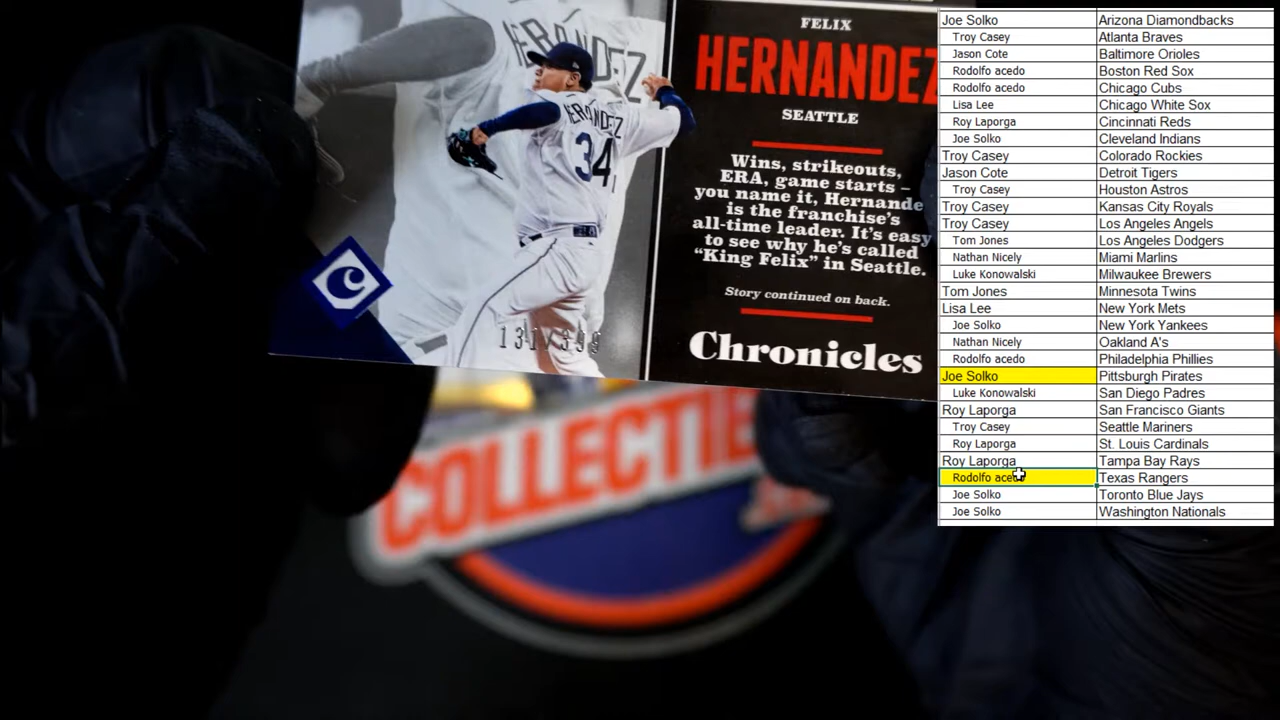 FELIX
HERNANDEZ
SEATTLE
Wins, strikeouts,
ERA, game starts –
you name it, Hernande
is the franchise's
all-time leader. It's easy
to see why he's called
"King Felix" in Seattle.
Story continued on back.
Chronicles
HERNANDEZ
34
C
COLLECTI
Joe Solko Arizona Diamondbacks
Troy Casey Atlanta Braves
Jason Cote Baltimore Orioles
Rodolfo acedo Boston Red Sox
Rodolfo acedo Chicago Cubs
Lisa Lee Chicago White Sox
Roy Laporga Cincinnati Reds
Joe Solko Cleveland Indians
Troy Casey Colorado Rockies
Jason Cote Detroit Tigers
Troy Casey Houston Astros
Troy Casey Kansas City Royals
Troy Casey Los Angeles Angels
Tom Jones Los Angeles Dodgers
Nathan Nicely Miami Marlins
Luke Konowalski Milwaukee Brewers
Tom Jones Minnesota Twins
Lisa Lee New York Mets
Joe Solko New York Yankees
Nathan Nicely Oakland A's
Rodolfo acedo Philadelphia Phillies
Joe Solko Pittsburgh Pirates
Luke Konowalski San Diego Padres
Roy Laporga San Francisco Giants
Troy Casey Seattle Mariners
Roy Laporga St. Louis Cardinals
Roy Laporga Tampa Bay Rays
Rodolfo acedo Texas Rangers
Joe Solko Toronto Blue Jays
Joe Solko Washington Nationals